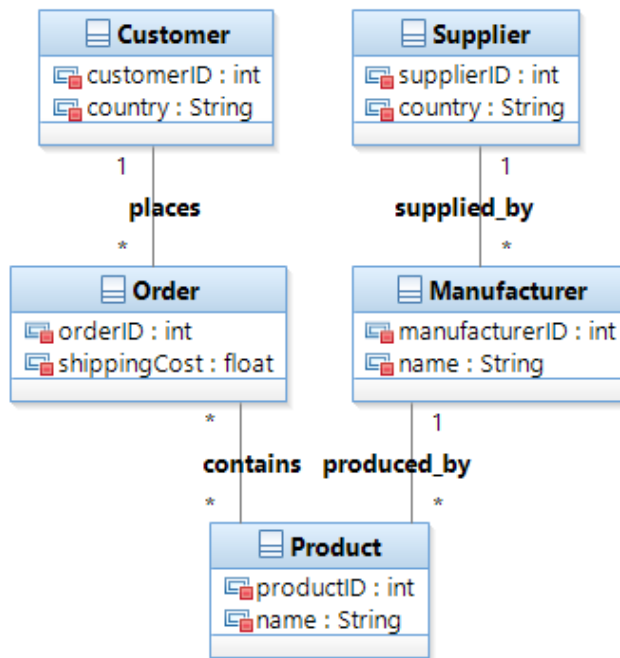 Customer
customerID : int
country : String
Supplier
supplierID : int
country : String
1
places
*
1
supplied_by
*
Order
orderID : int
shippingCost : float
Manufacturer
manufacturerID : int
name : String
*
contains
*
1
produced_by
*
Product
productID : int
name : String